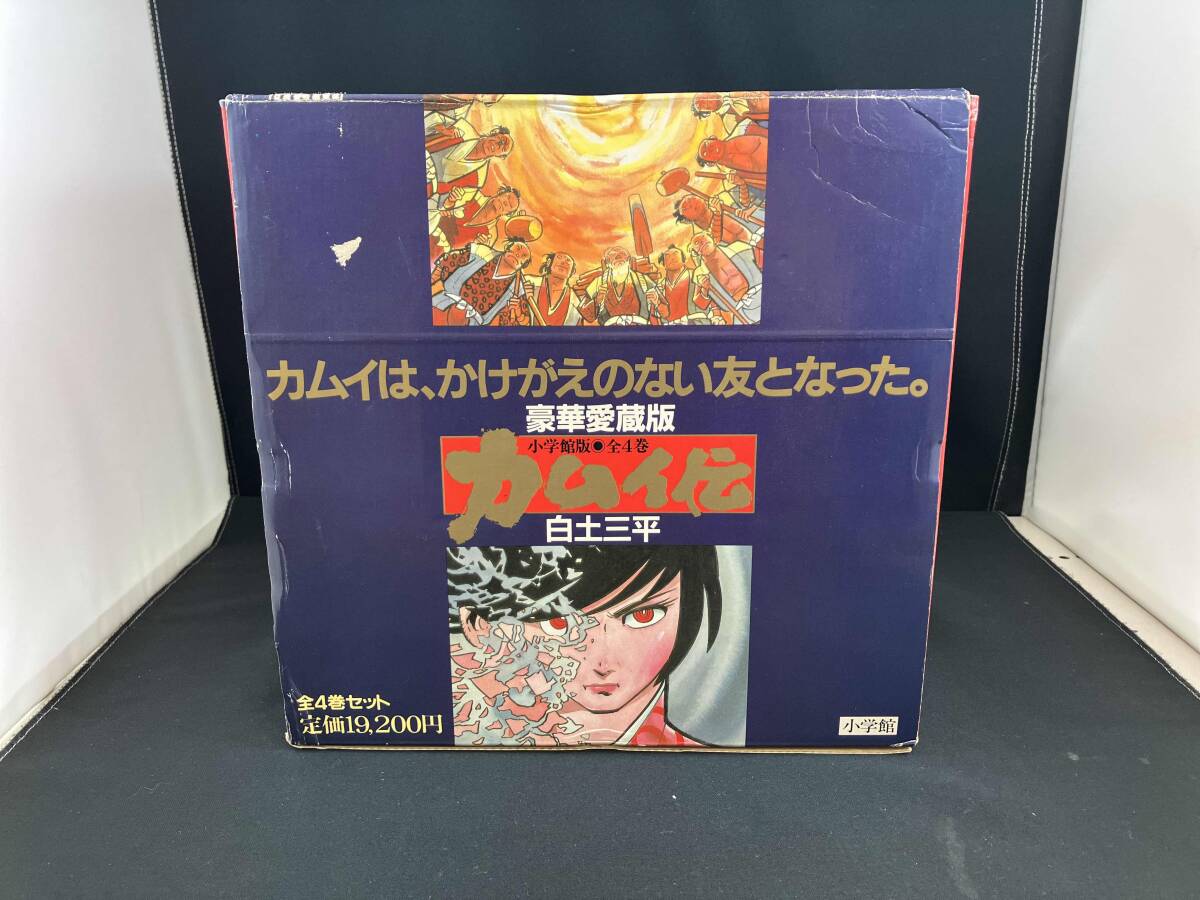 カムイは、かけがえのない友となった。
豪華愛蔵版
小学館版◉全4巻
カムイ伝
白土三平
全4巻セット
定価19,200円
小学館